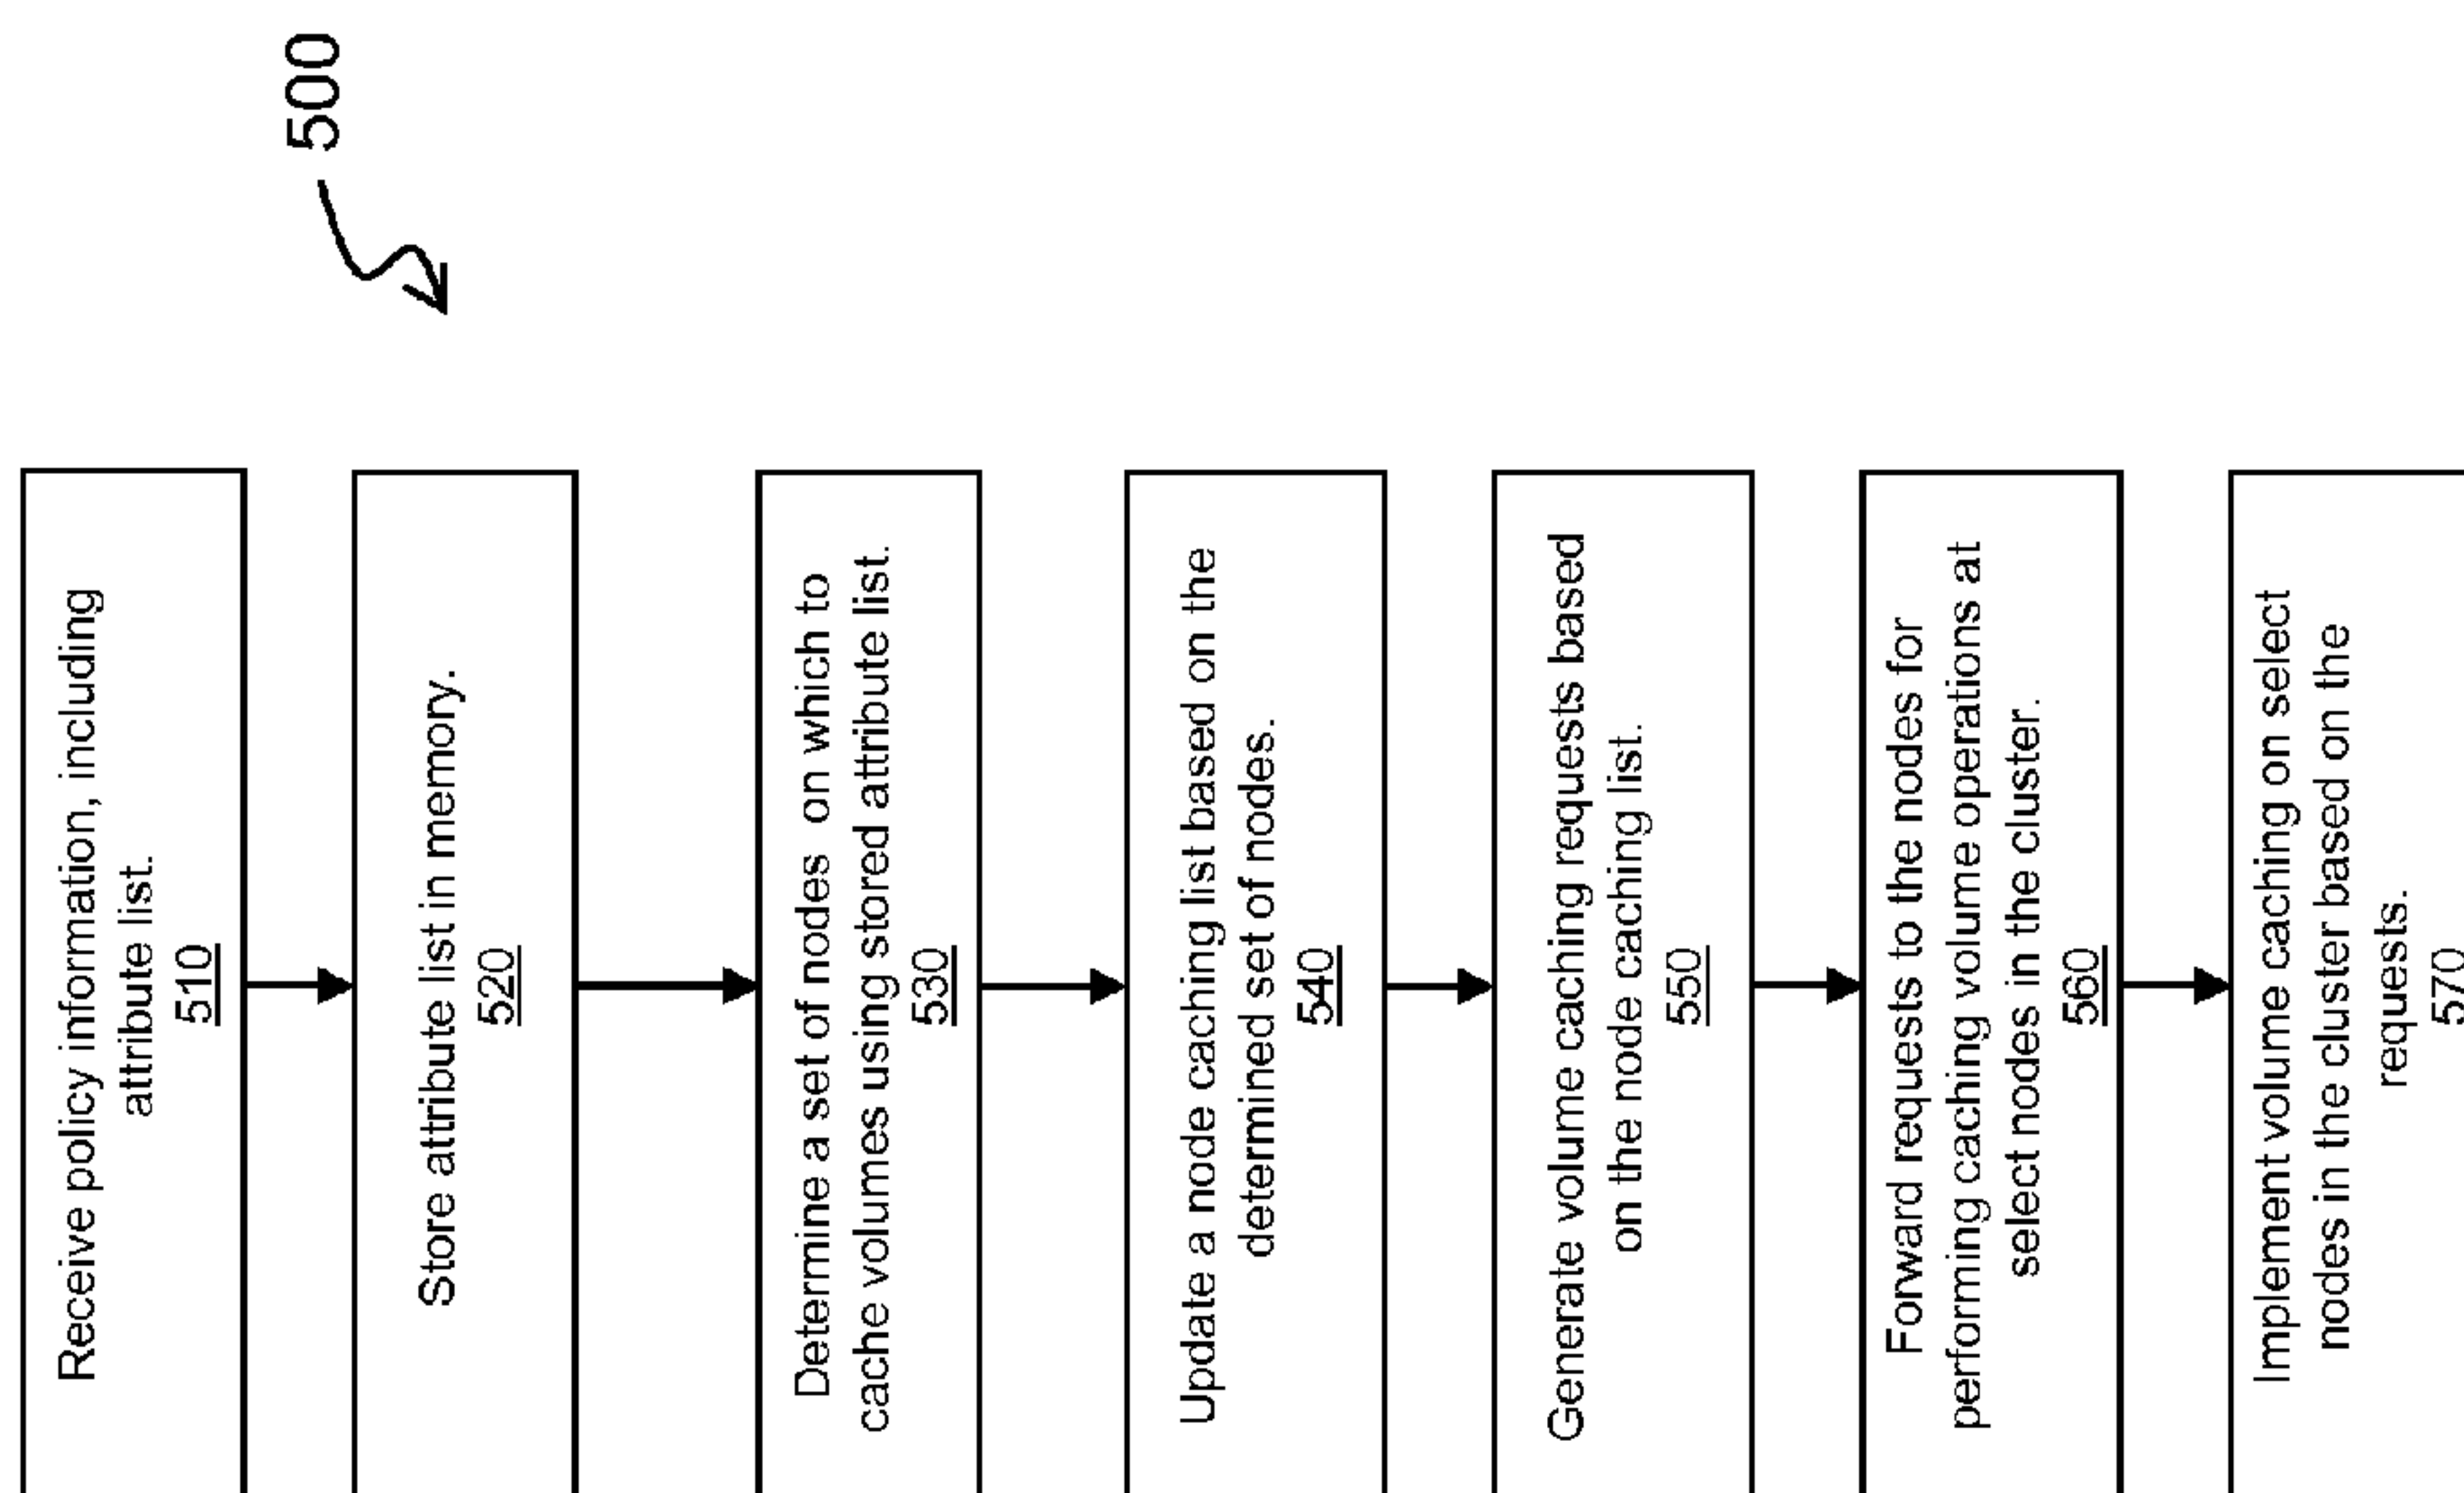 500
Receive policy information, including
attribute list.
510
Store attribute list in memory.
520
Determine a set of nodes on which to
cache volumes using stored attribute list.
530
Update a node caching list based on the
determined set of nodes.
540
Generate volume caching requests based
on the node caching list.
550
Forward requests to the nodes for
performing caching volume operations at
select nodes in the cluster.
560
Implement volume caching on select
nodes in the cluster based on the
requests.
570